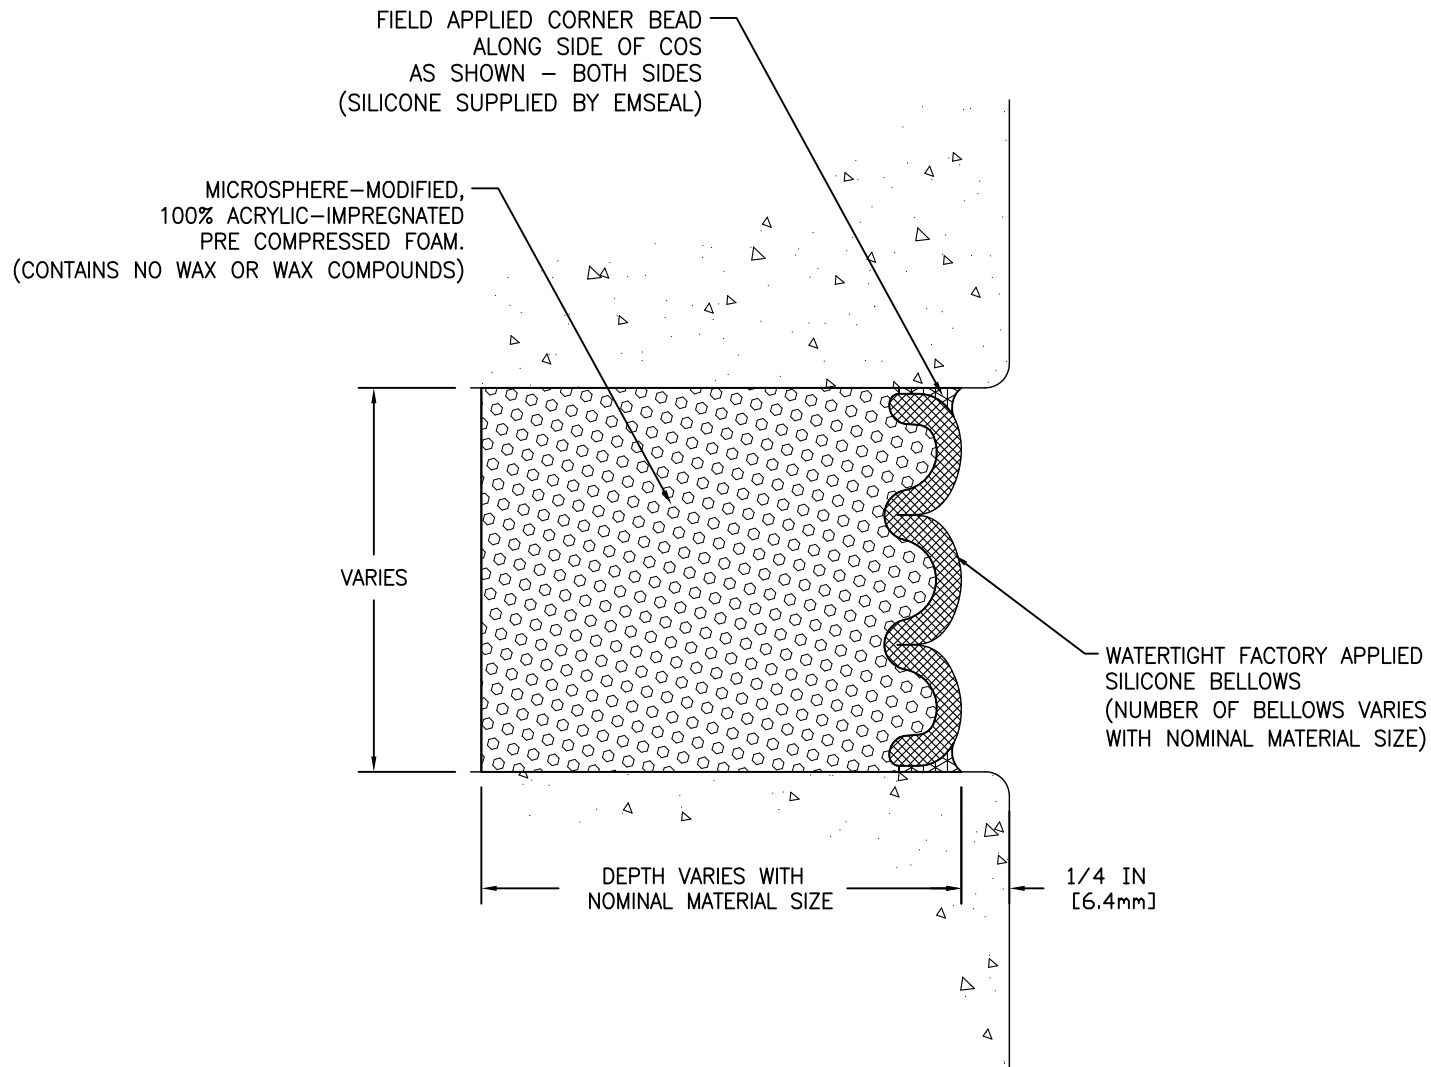 FIELD APPLIED CORNER BEAD
ALONG SIDE OF COS
AS SHOWN – BOTH SIDES
(SILICONE SUPPLIED BY EMSEAL)
MICROSPHERE–MODIFIED,
100% ACRYLIC–IMPREGNATED
PRE COMPRESSED FOAM.
(CONTAINS NO WAX OR WAX COMPOUNDS)
VARIES
WATERTIGHT FACTORY APPLIED
SILICONE BELLOWS
(NUMBER OF BELLOWS VARIES
WITH NOMINAL MATERIAL SIZE)
DEPTH VARIES WITH
NOMINAL MATERIAL SIZE
1/4 IN
[6.4mm]